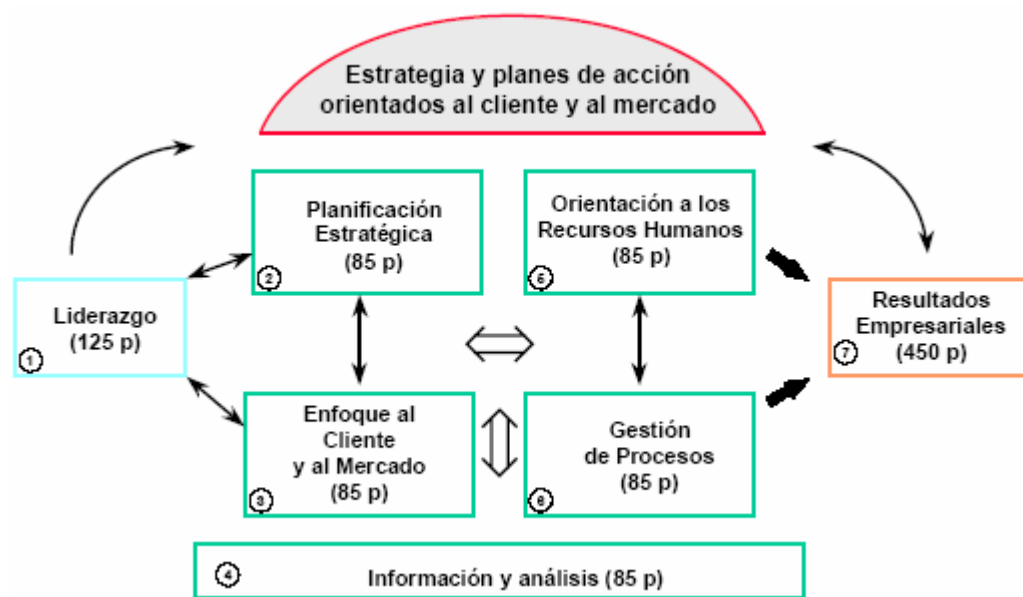 Estrategia y planes de acción
orientados al cliente y al mercado
Planificación
Estratégica
(85 p)
2
Orientación a los
Recursos Humanos
(85 p)
5
Liderazgo
(125 p)
1
Resultados
Empresariales
(450 p)
7
Enfoque al
Cliente
y al Mercado
(85 p)
3
Gestión
de Procesos
(85 p)
6
4
Información y análisis (85 p)